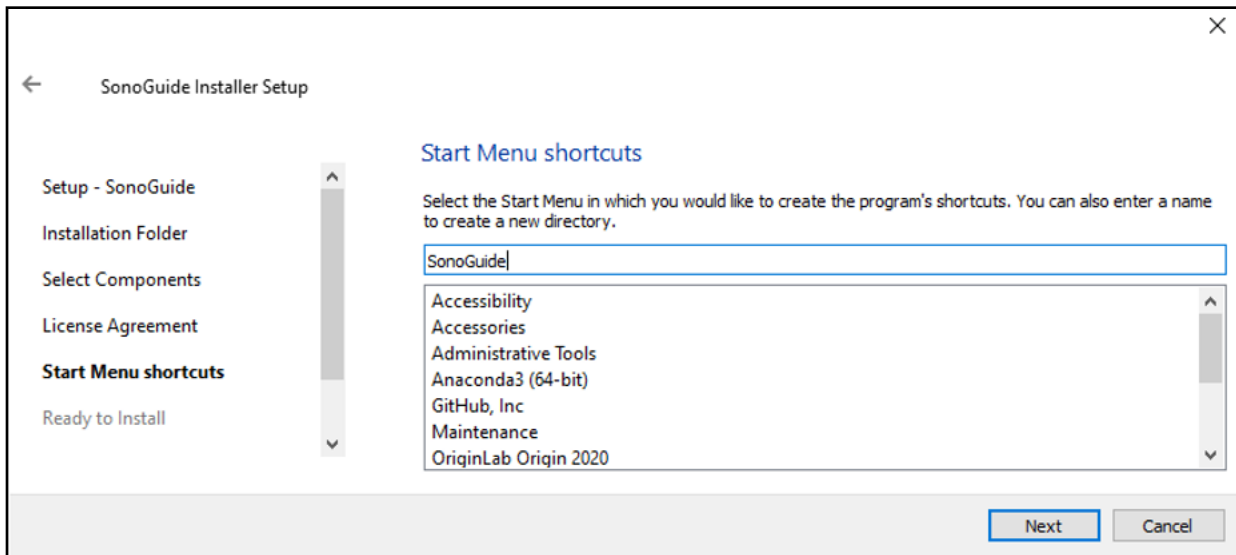 SonoGuide Installer Setup
Setup - SonoGuide
Installation Folder
Select Components
License Agreement
Start Menu shortcuts
Ready to Install
Start Menu shortcuts
Select the Start Menu in which you would like to create the program's shortcuts. You can also enter a name
to create a new directory.
SonoGuide
Accessibility
Accessories
Administrative Tools
Anaconda3 (64-bit)
GitHub, Inc
Maintenance
OriginLab Origin 2020
Next
Cancel